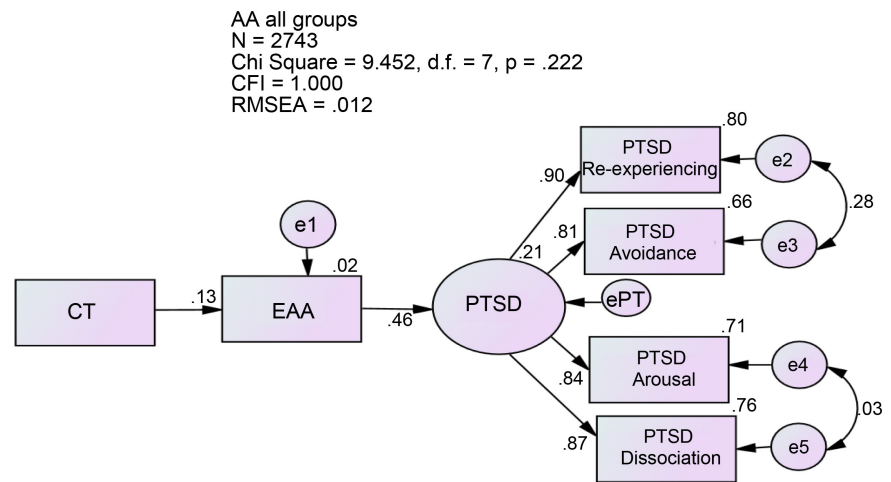 AA all groups
N = 2743
Chi Square = 9.452, d.f. = 7, p = .222
CFI = 1.000
RMSEA = .012
.80
PTSD
Re-experiencing
e2
.90
.28
.66
PTSD
Avoidance
e3
.81
.21
e1
.02
CT
.13
EAA
.46
PTSD
ePT
.71
PTSD
Arousal
e4
.84
.03
.76
PTSD
Dissociation
e5
.87